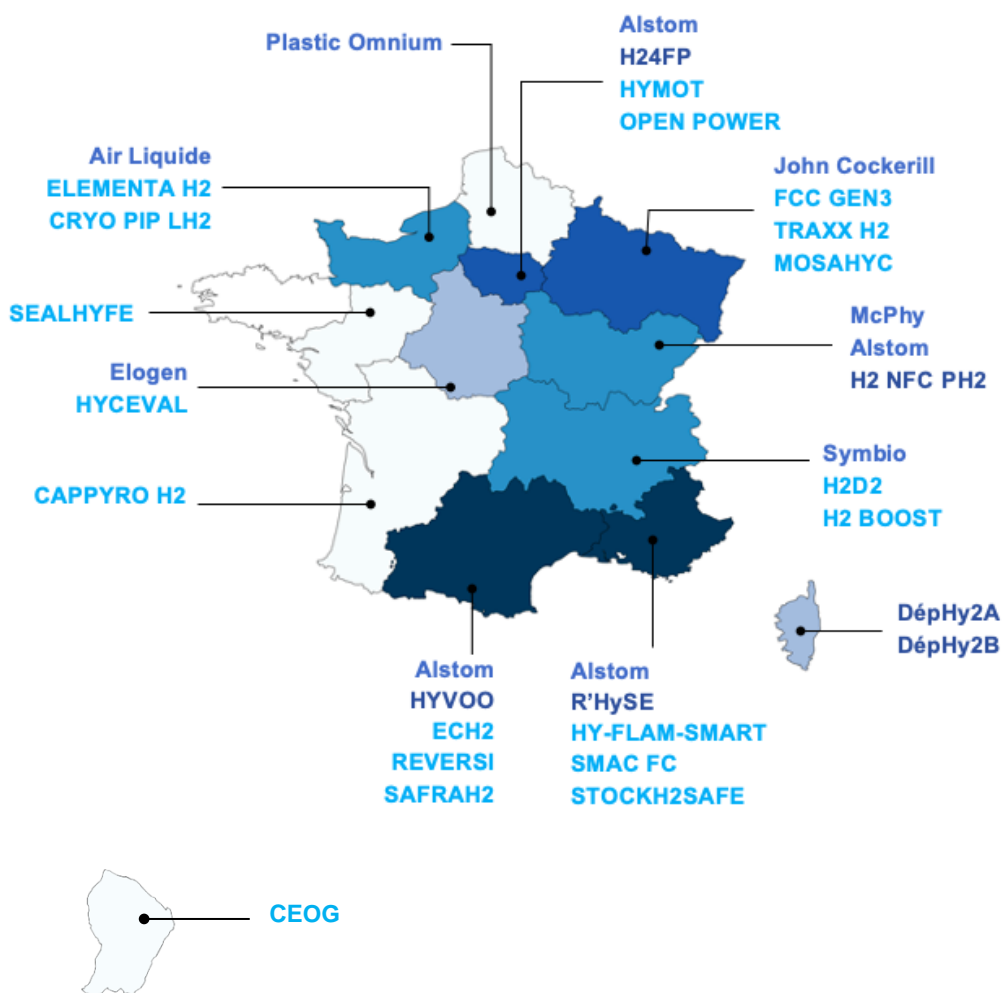 Plastic Omnium
Alstom
H24FP
HYMOT
OPEN POWER
Air Liquide
ELEMENTA H2
CRYO PIP LH2
John Cockerill
FCC GEN3
TRAXX H2
MOSAHYC
SEALHYFE
McPhy
Alstom
H2 NFC PH2
Elogen
HYCEVAL
Symbio
H2D2
H2 BOOST
CAPPYRO H2
DépHy2A
DépHy2B
Alstom
HYVOO
ECH2
REVERSI
SAFRAH2
Alstom
R’HySE
HY-FLAM-SMART
SMAC FC
STOCKH2SAFE
CEOG